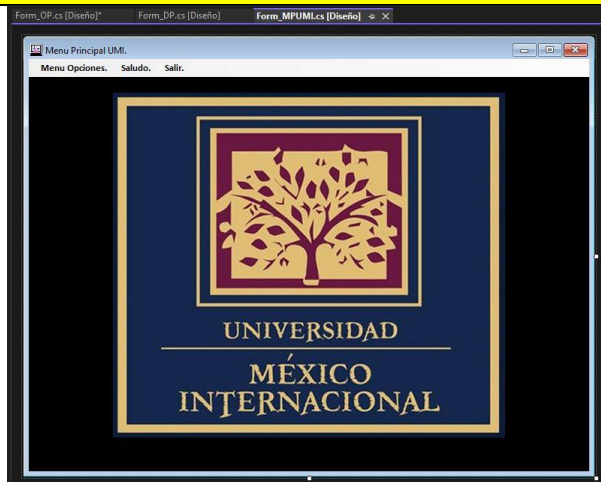 Form_OP.cs [Diseño]* Form_DP.cs [Diseño] Form_MPUMI.cs [Diseño]
Menu Principal UMI.
Menu Opciones. Saludo. Salir.
UNIVERSIDAD
MÉXICO
INTERNACIONAL